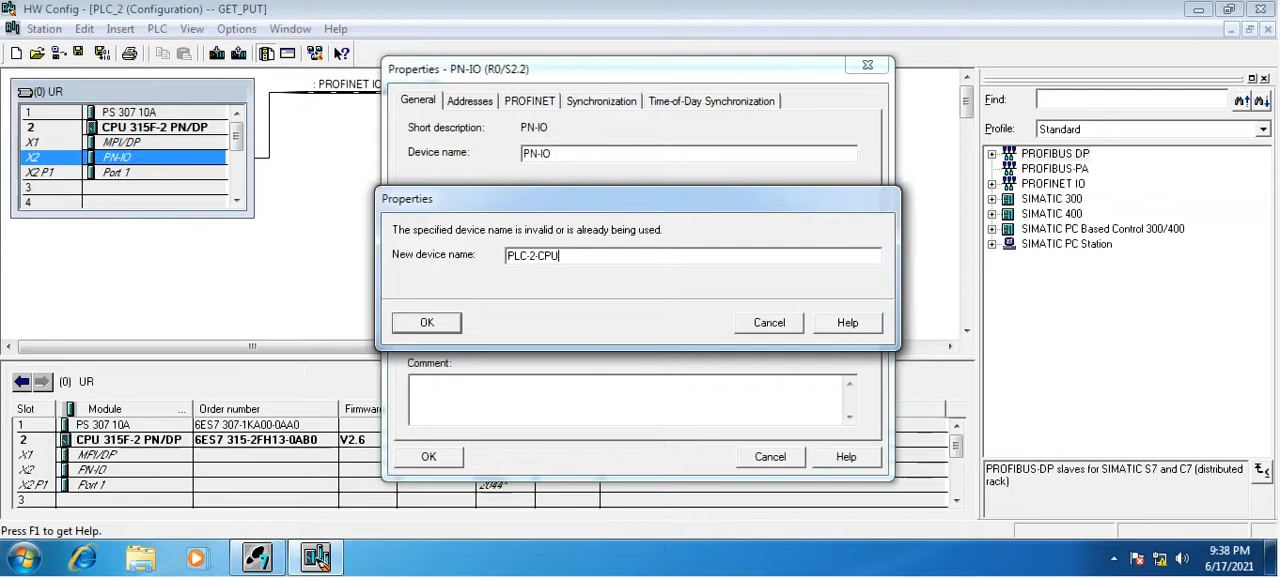 HW Config - [PLC_2 (Configuration) -- GET_PUT]
Station Edit Insert PLC View Options Window Help
(0) UR
1 PS 307 10A
2 CPU 315F-2 PN/DP
X1 MPI/DP
X2 PN-IO
X2 P1 Port 1
3
4
: PROFINET IO
Properties - PN-IO (R0/S2.2)
General Addresses PROFINET Synchronization Time-of-Day Synchronization
Short description: PN-IO
Device name: PN-IO
Properties
The specified device name is invalid or is already being used.
New device name: PLC-2-CPU
OK Cancel Help
Comment:
OK Cancel Help
Find:
Profile: Standard
PROFIBUS DP
PROFIBUS-PA
PROFINET IO
SIMATIC 300
SIMATIC 400
SIMATIC PC Based Control 300/400
SIMATIC PC Station
PROFIBUS-DP slaves for SIMATIC S7 and C7 (distributed
rack)
(0) UR
Slot Module ... Order number Firmwar
1 PS 307 10A 6ES7 307-1KA00-0AA0
2 CPU 315F-2 PN/DP 6ES7 315-2FH13-0AB0 V2.6
X1 MPI/DP
X2 PN-IO
X2 P1 Port 1 2044*
3
Press F1 to get Help.
9:38 PM
6/17/2021